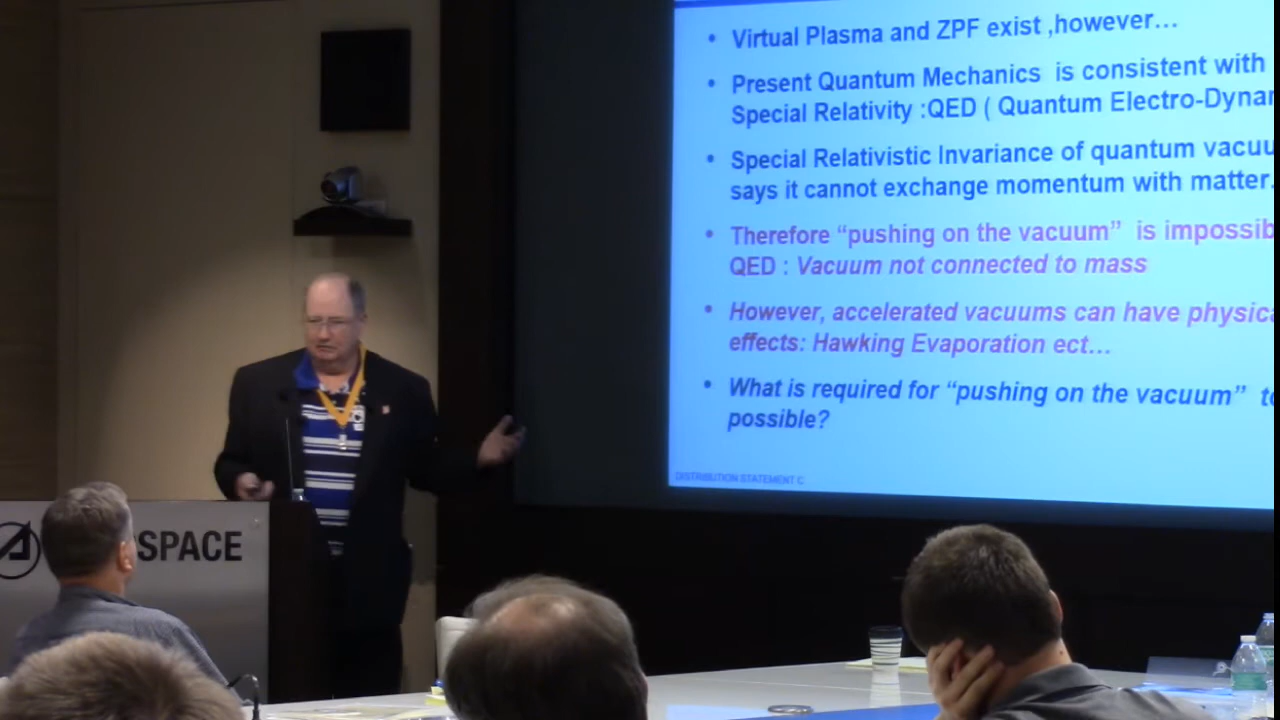 • Virtual Plasma and ZPF exist ,however…
• Present Quantum Mechanics is consistent with
Special Relativity :QED ( Quantum Electro-Dynam
• Special Relativistic Invariance of quantum vacuu
says it cannot exchange momentum with matter.
• Therefore “pushing on the vacuum” is impossib
QED : Vacuum not connected to mass
• However, accelerated vacuums can have physica
effects: Hawking Evaporation ect…
• What is required for “pushing on the vacuum” to
possible?
DISTRIBUTION STATEMENT C
SPACE